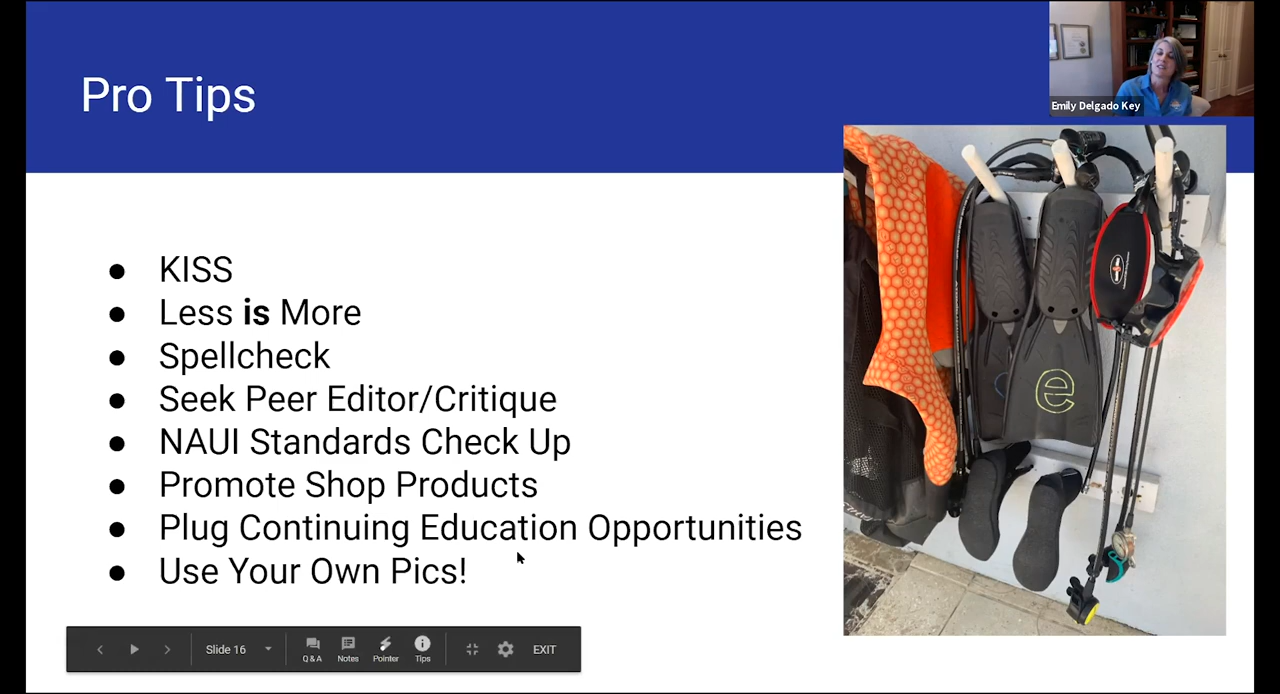 Pro Tips
Emily Delgado Key
● KISS
● Less is More
● Spellcheck
● Seek Peer Editor/Critique
● NAUI Standards Check Up
● Promote Shop Products
● Plug Continuing Education Opportunities
● Use Your Own Pics!
e
Slide 16
Q&A Notes Pointer Tips EXIT